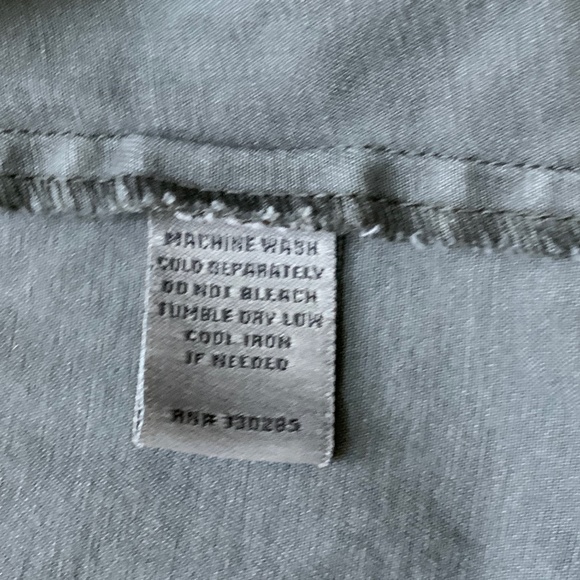 MACHINE WASH
COLD SEPARATELY
DO NOT BLEACH
TUMBLE DRY LOW
COOL IRON
IF NEEDED
RN# 330285